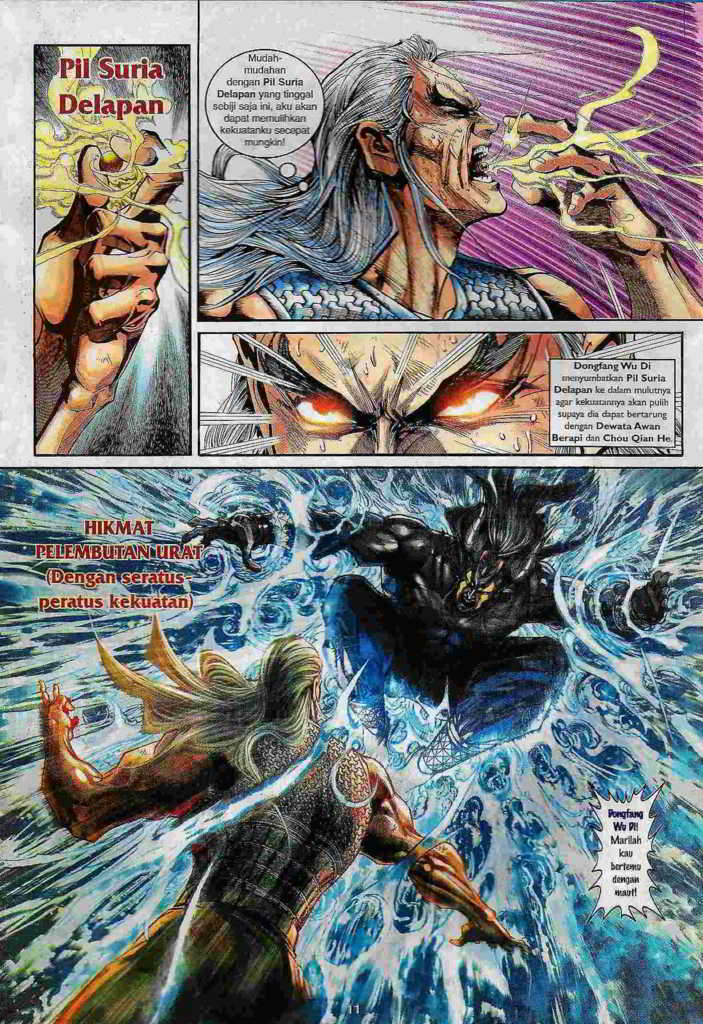 Pil Suria
Delapan
Mudah-
mudahan
dengan Pil Suria
Delapan yang tinggal
sebiji saja ini, aku akan
dapat memulihkan
kekuatanku secepat
mungkin!
Dongfang Wu Di
menyumbatkan Pil Suria
Delapan ke dalam mulutnya
agar kekuatannya akan pulih
supaya dia dapat bertarung
dengan Dewata Awan
Berapi dan Chou Qian He.
HIKMAT
PELEMBUTAN URAT
(Dengan seratus-
peratus kekuatan)
Dongfang
Wu Di!
Marilah
kau
bertemu
dengan
maut!
11